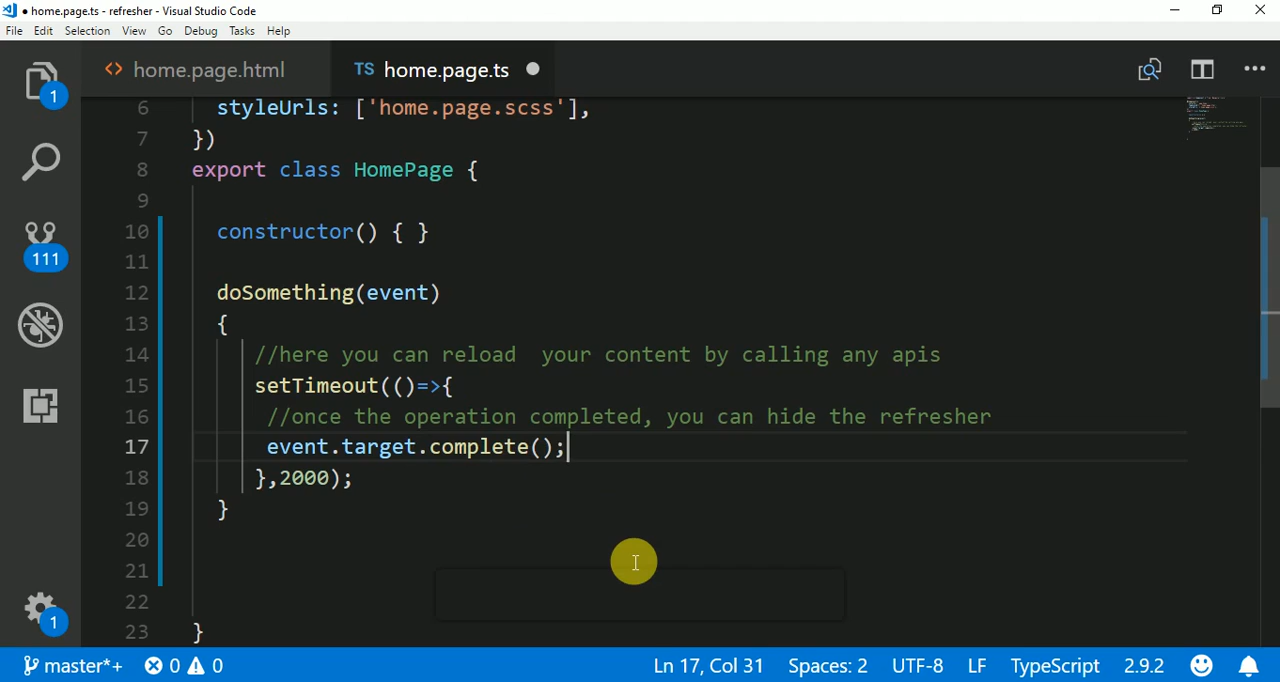 ● home.page.ts - refresher - Visual Studio Code
File Edit Selection View Go Debug Tasks Help
1
<> home.page.html
TS home.page.ts ●
6 styleUrls: ['home.page.scss'],
7 })
8 export class HomePage {
9
10 constructor() { }
11
12 doSomething(event)
13 {
14 //here you can reload  your content by calling any apis
15 setTimeout(()=>{
16 //once the operation completed, you can hide the refresher
17 event.target.complete();
18 },2000);
19 }
20
21
22
23 }
111
1
master*+ 0 0 Ln 17, Col 31 Spaces: 2 UTF-8 LF TypeScript 2.9.2